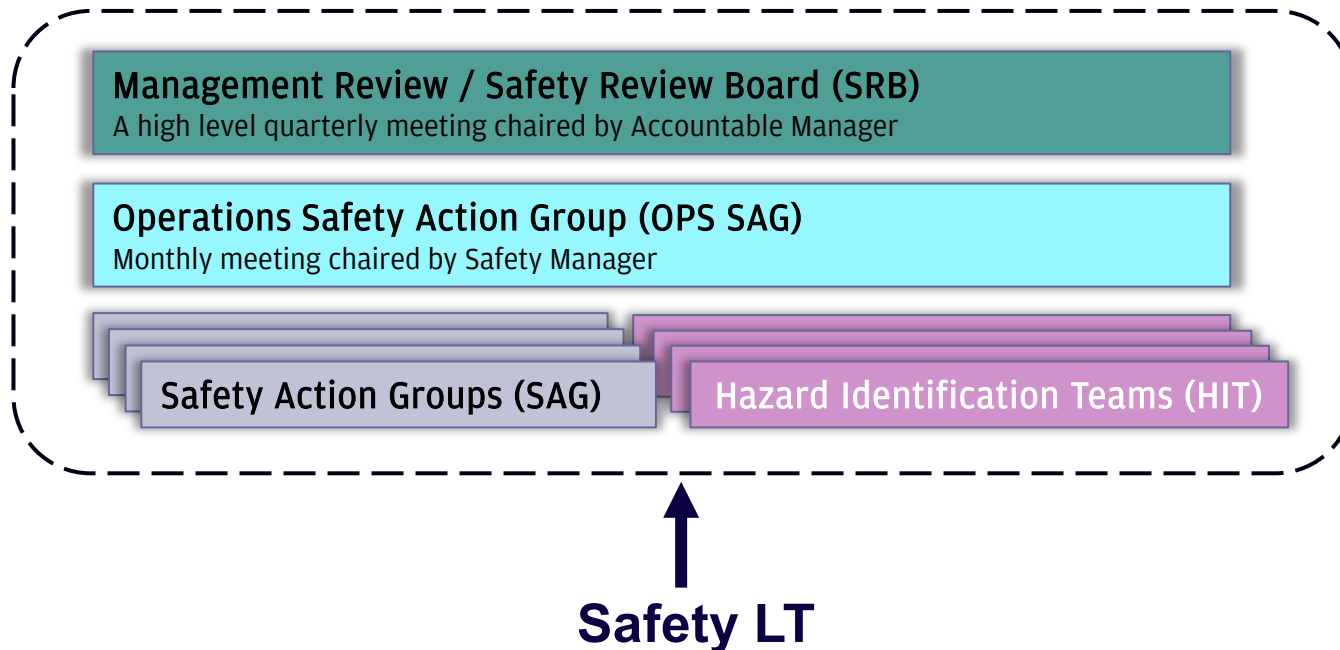 Management Review / Safety Review Board (SRB)
A high level quarterly meeting chaired by Accountable Manager
Operations Safety Action Group (OPS SAG)
Monthly meeting chaired by Safety Manager
Safety Action Groups (SAG)
Hazard Identification Teams (HIT)
Safety LT